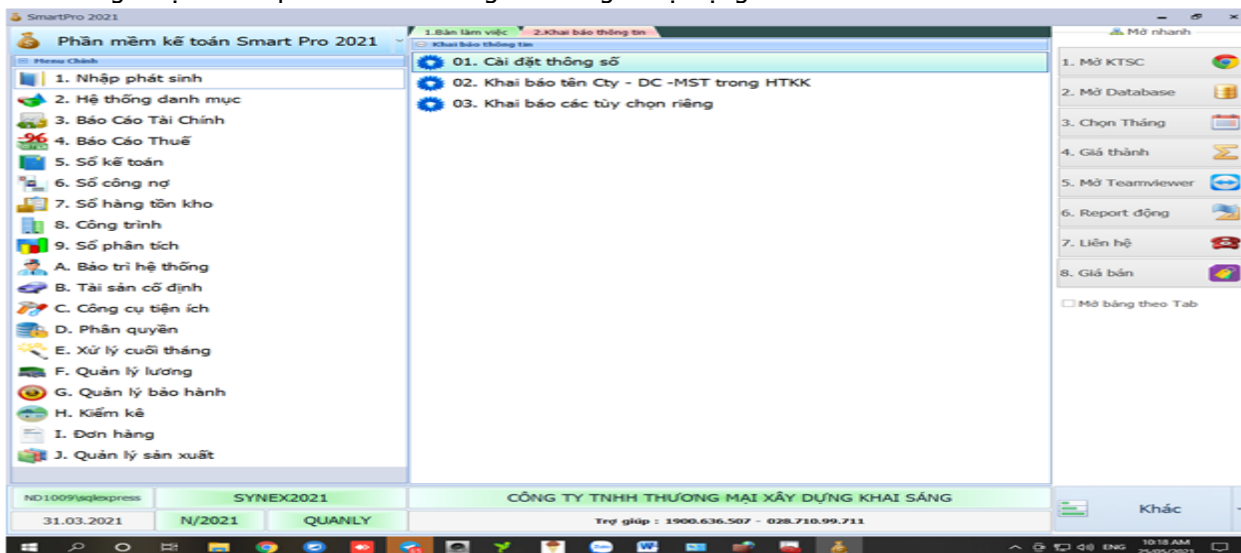 SmartPro 2021
Phần mềm kế toán Smart Pro 2021
Menu Chính
1. Nhập phát sinh
2. Hệ thống danh mục
3. Báo Cáo Tài Chính
4. Báo Cáo Thuế
5. Sổ kế toán
6. Sổ công nợ
7. Sổ hàng tồn kho
8. Công trình
9. Sổ phân tích
A. Bảo trì hệ thống
B. Tài sản cố định
C. Công cụ tiện ích
D. Phân quyền
E. Xử lý cuối tháng
F. Quản lý lương
G. Quản lý bảo hành
H. Kiểm kê
I. Đơn hàng
J. Quản lý sản xuất
1.Bàn làm việc 2.Khai báo thông tin
Khai báo thông tin
01. Cài đặt thông số
02. Khai báo tên Cty - DC -MST trong HTKK
03. Khai báo các tùy chọn riêng
Mở nhanh
1. Mở KTSC
2. Mở Database
3. Chọn Tháng
4. Giá thành
5. Mở Teamviewer
6. Report động
7. Liên hệ
8. Giá bán
Mở bảng theo Tab
ND1009\sqlexpress SYNEX2021 CÔNG TY TNHH THƯƠNG MẠI XÂY DỰNG KHAI SÁNG
31.03.2021 N/2021 QUANLY Trợ giúp : 1900.636.507 - 028.710.99.711
Khác
ENG 10:18 AM
25/05/2021